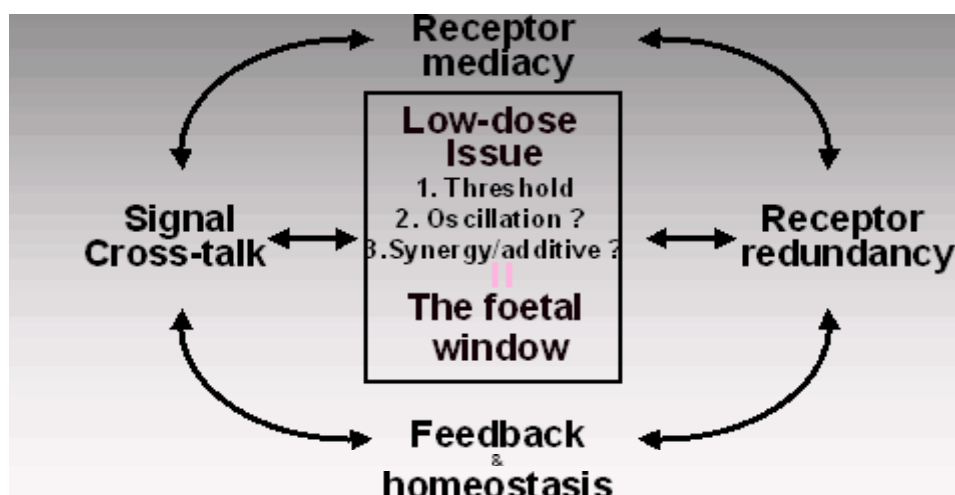 Receptor
mediacy
Low-dose
Issue
1. Threshold
2. Oscillation ?
3.Synergy/additive ?
The foetal
window
Signal
Cross-talk
Receptor
redundancy
Feedback
&
homeostasis